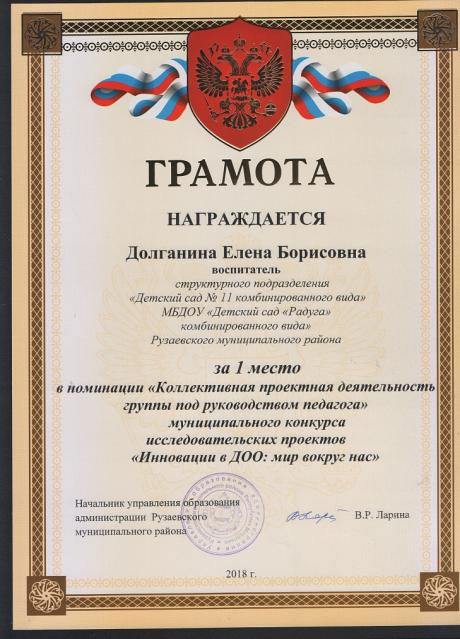 ГРАМОТА
НАГРАЖДАЕТСЯ
Долганина Елена Борисовна
воспитатель
структурного подразделения
«Детский сад № 11 комбинированного вида»
МБДОУ «Детский сад «Радуга»
комбинированного вида»
Рузаевского муниципального района
за 1 место
в номинации «Коллективная проектная деятельность
группы под руководством педагога»
муниципального конкурса
исследовательских проектов
«Инновации в ДОО: мир вокруг нас»
Начальник управления образования
администрации Рузаевского
муниципального района
В.Р. Ларина
2018 г.